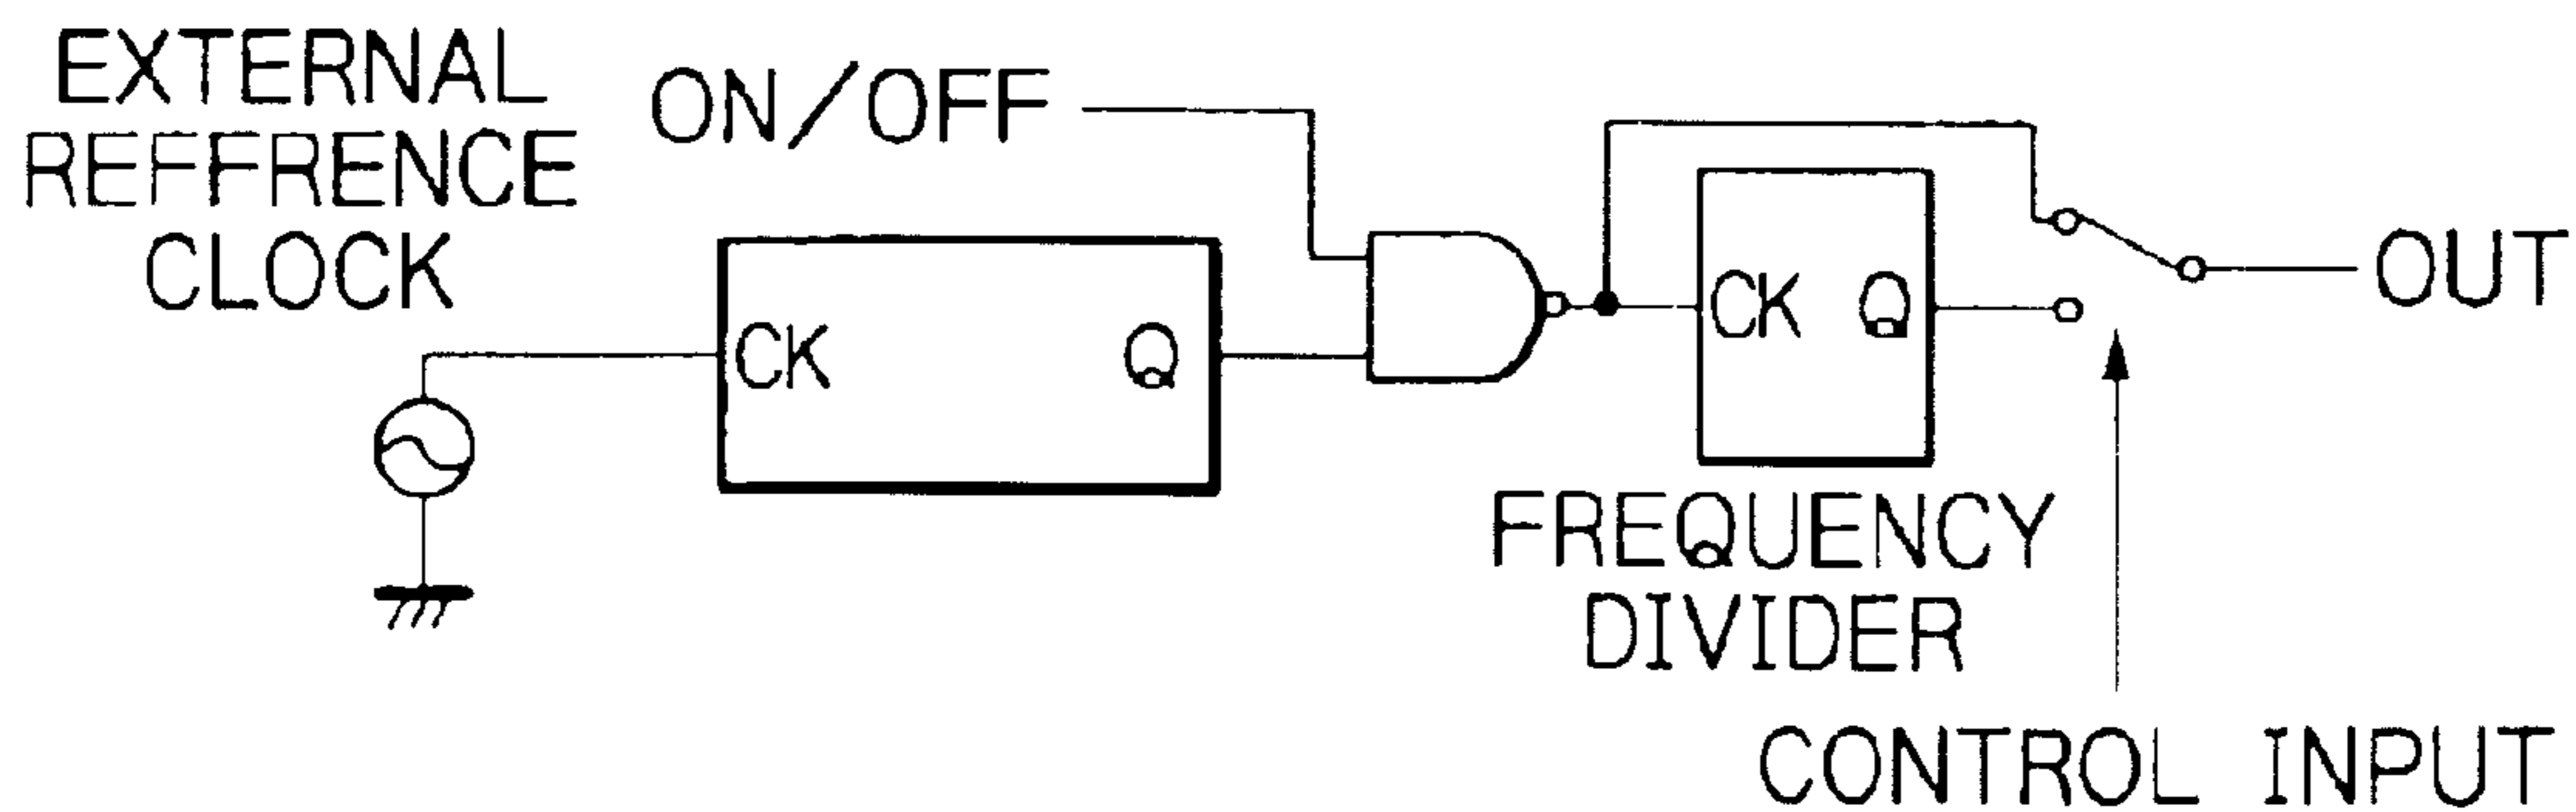 EXTERNAL
REFFRENCE
CLOCK
ON/OFF
CK Q
CK Q
OUT
FREQUENCY
DIVIDER
CONTROL INPUT